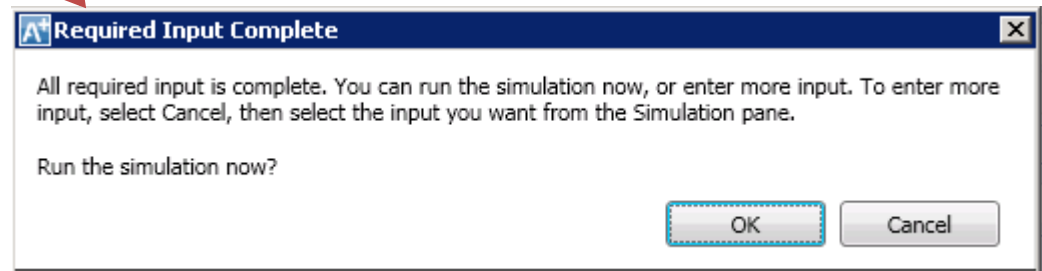 A+ Required Input Complete
All required input is complete. You can run the simulation now, or enter more input. To enter more
input, select Cancel, then select the input you want from the Simulation pane.
Run the simulation now?
OK Cancel